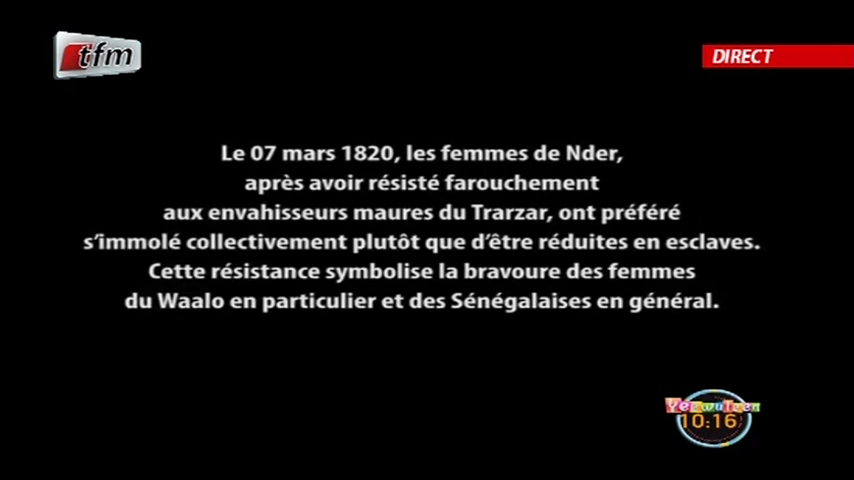 tfm
DIRECT
Le 07 mars 1820, les femmes de Nder,
après avoir résisté farouchement
aux envahisseurs maures du Trarzar, ont préféré
s’immolé collectivement plutôt que d’être réduites en esclaves.
Cette résistance symbolise la bravoure des femmes
du Waalo en particulier et des Sénégalaises en général.
10:16